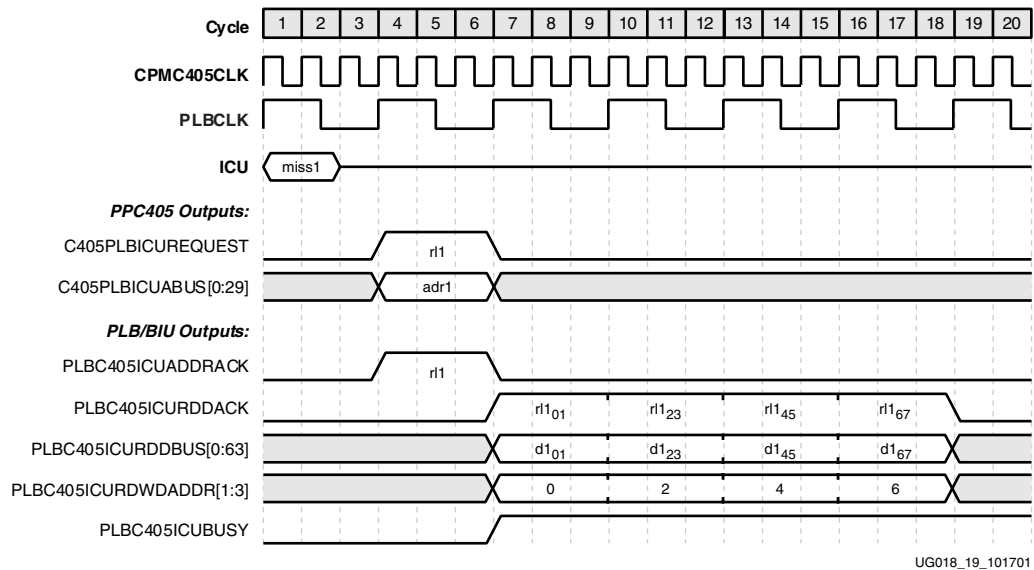 Cycle 1 2 3 4 5 6 7 8 9 10 11 12 13 14 15 16 17 18 19 20
CPMC405CLK
PLBCLK
ICU miss1
PPC405 Outputs:
C405PLBICUREQUEST rl1
C405PLBICUABUS[0:29] adr1
PLB/BIU Outputs:
PLBC405ICUADDRACK rl1
PLBC405ICURDDACK rl1₀₁ rl1₂₃ rl1₄₅ rl1₆₇
PLBC405ICURDDBUS[0:63] d1₀₁ d1₂₃ d1₄₅ d1₆₇
PLBC405ICURDWDADDR[1:3] 0 2 4 6
PLBC405ICUBUSY
UG018_19_101701